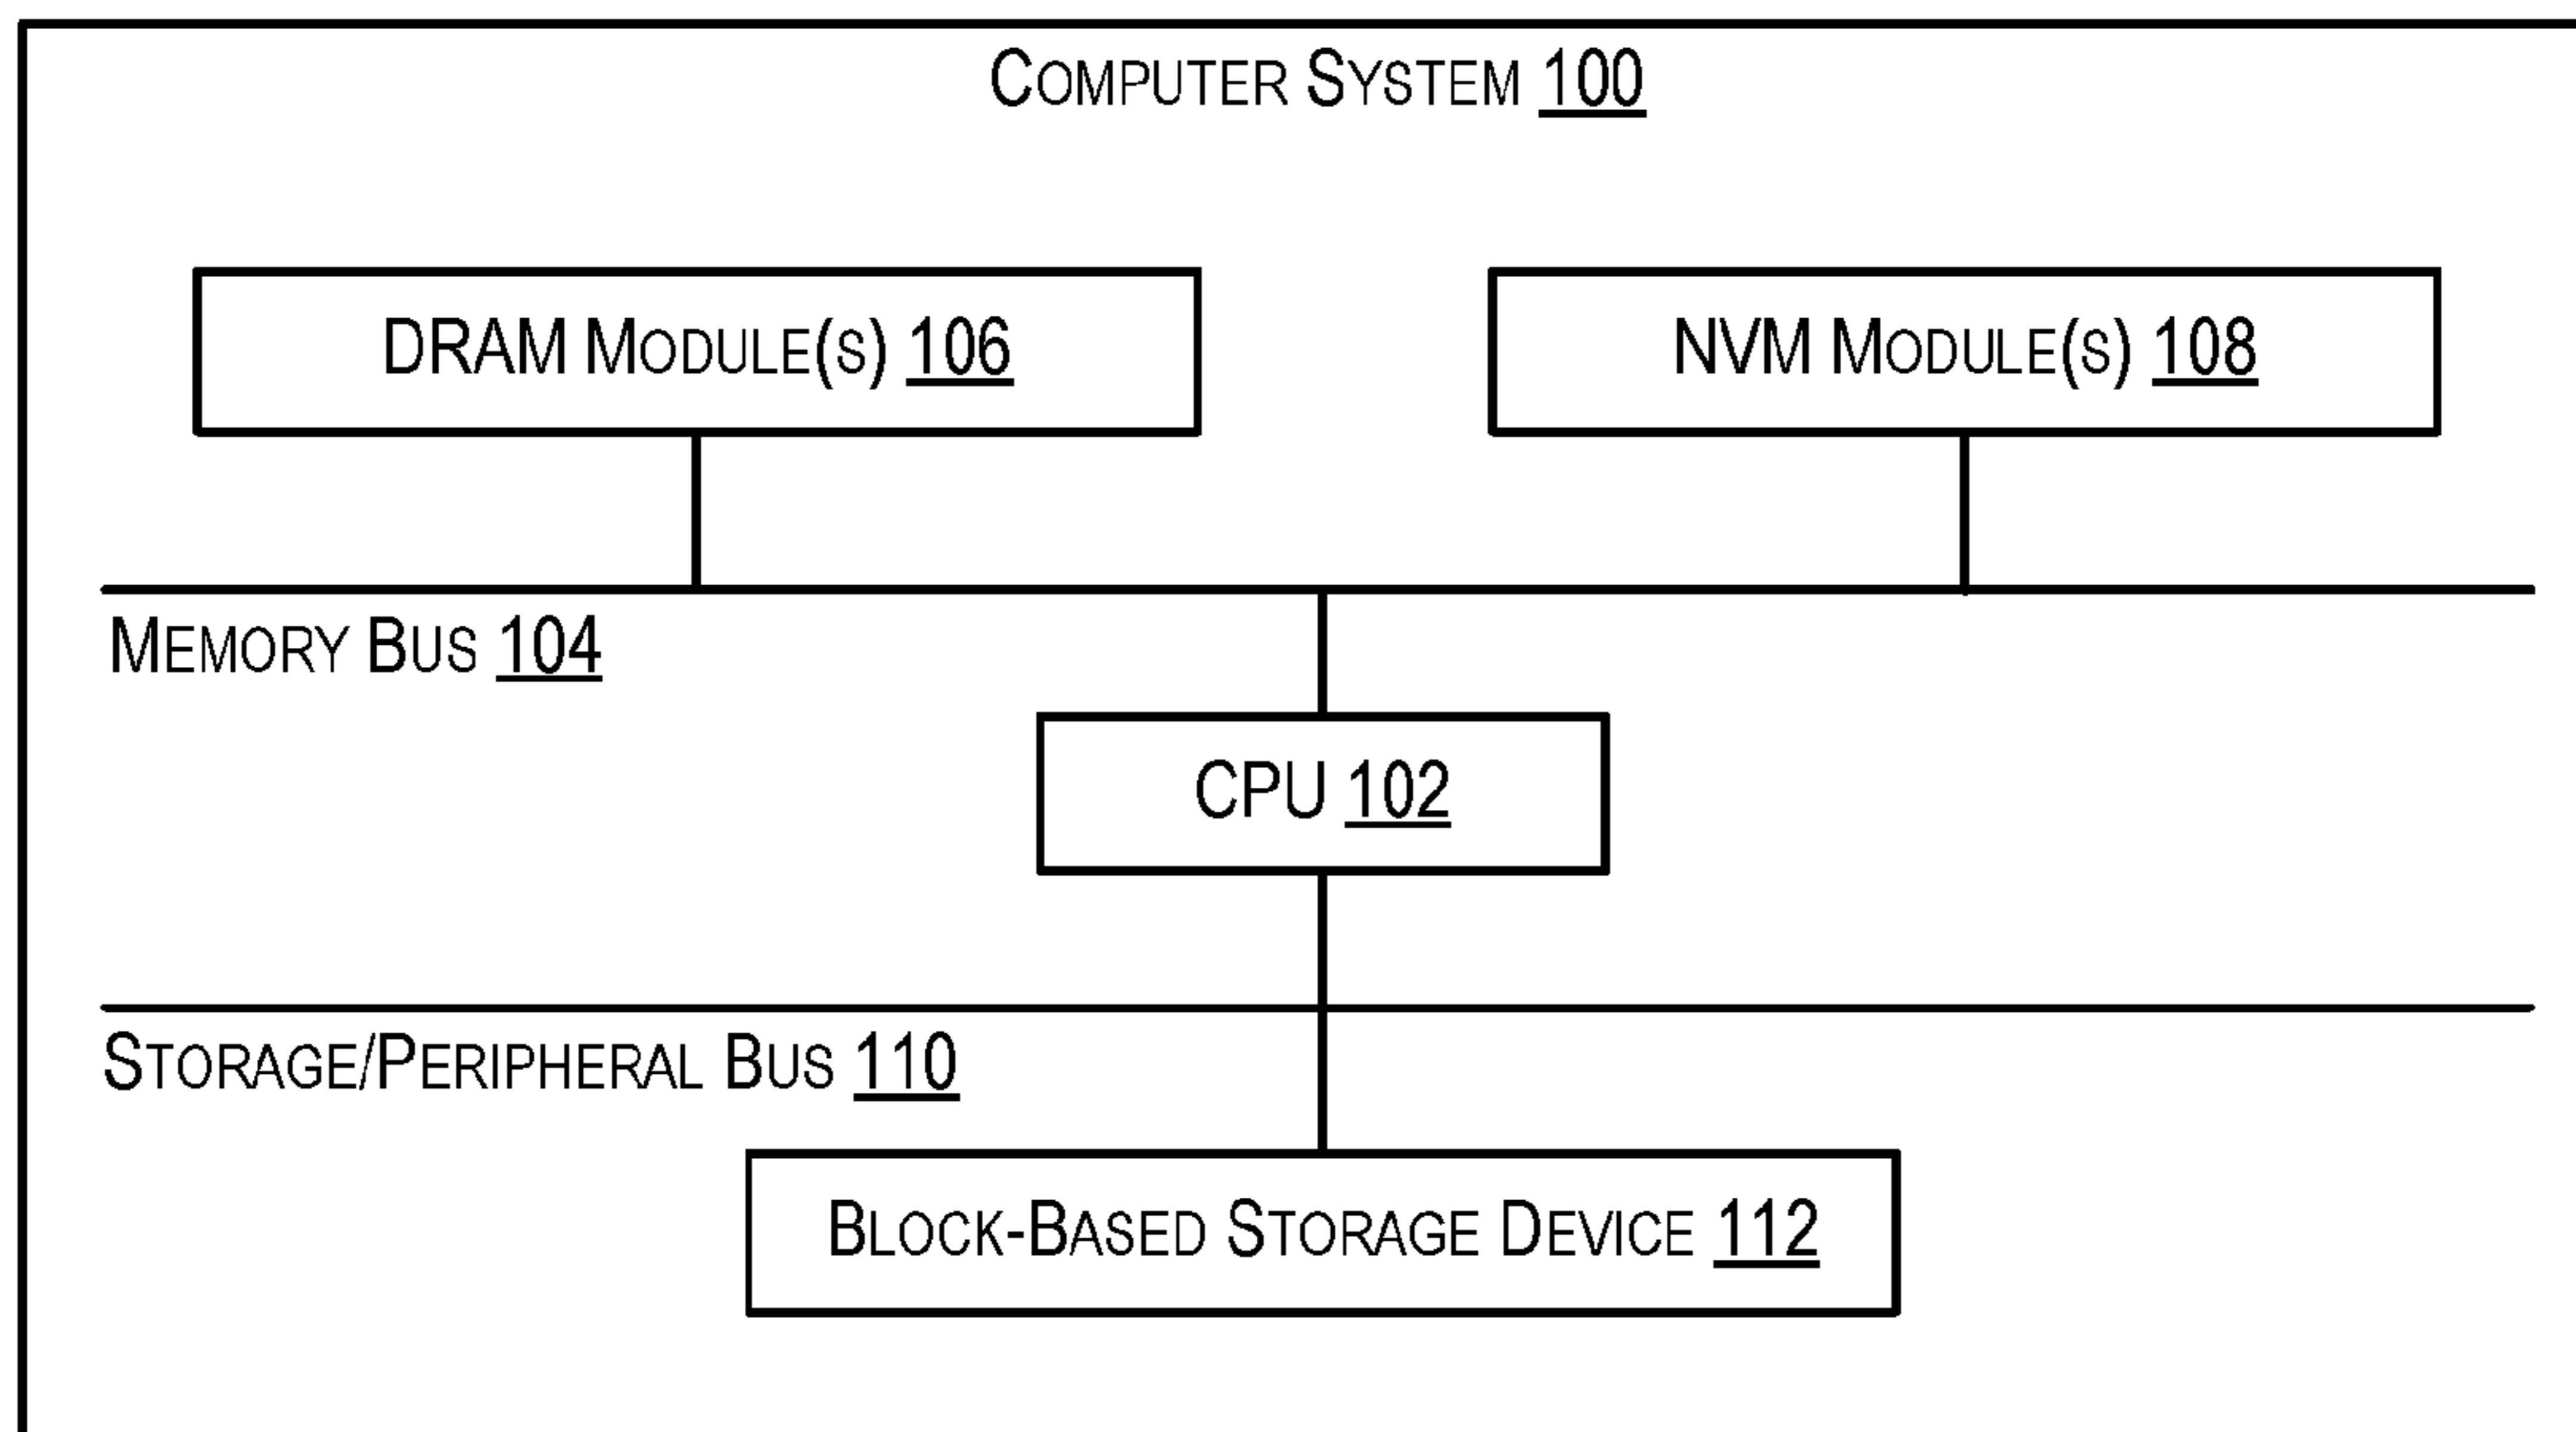 COMPUTER SYSTEM 100
DRAM MODULE(S) 106
NVM MODULE(S) 108
MEMORY BUS 104
CPU 102
STORAGE/PERIPHERAL BUS 110
BLOCK-BASED STORAGE DEVICE 112